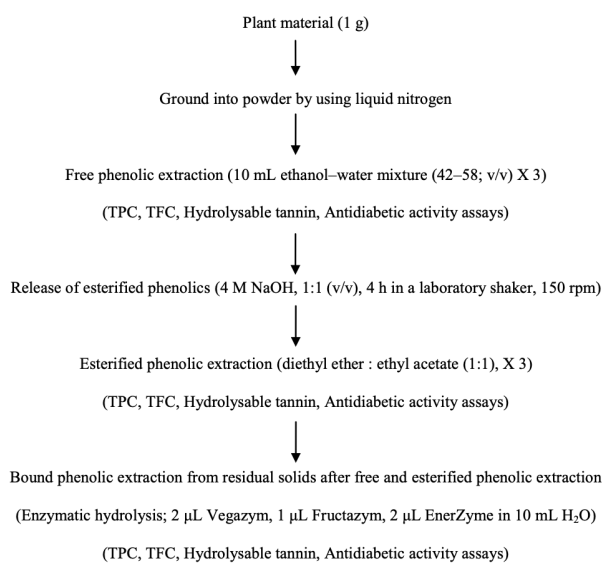 Plant material (1 g)
Ground into powder by using liquid nitrogen
Free phenolic extraction (10 mL ethanol–water mixture (42–58; v/v) X 3)
(TPC, TFC, Hydrolysable tannin, Antidiabetic activity assays)
Release of esterified phenolics (4 M NaOH, 1:1 (v/v), 4 h in a laboratory shaker, 150 rpm)
Esterified phenolic extraction (diethyl ether : ethyl acetate (1:1), X 3)
(TPC, TFC, Hydrolysable tannin, Antidiabetic activity assays)
Bound phenolic extraction from residual solids after free and esterified phenolic extraction
(Enzymatic hydrolysis; 2 μL Vegazym, 1 μL Fructazym, 2 μL EnerZyme in 10 mL H₂O)
(TPC, TFC, Hydrolysable tannin, Antidiabetic activity assays)